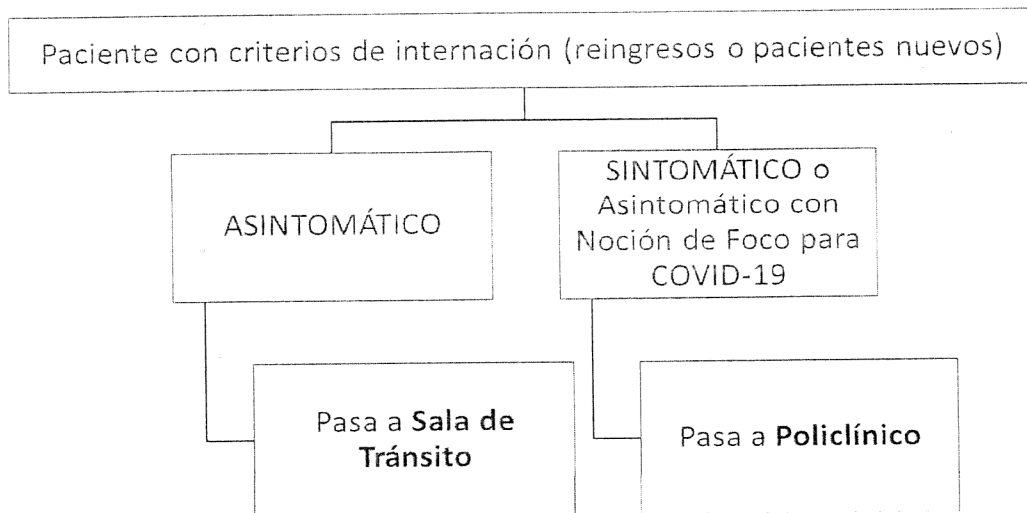 Paciente con criterios de internación (reingresos o pacientes nuevos)
ASINTOMÁTICO
SINTOMÁTICO o
Asintomático con
Noción de Foco para
COVID-19
Pasa a Sala de
Tránsito
Pasa a Policlínico